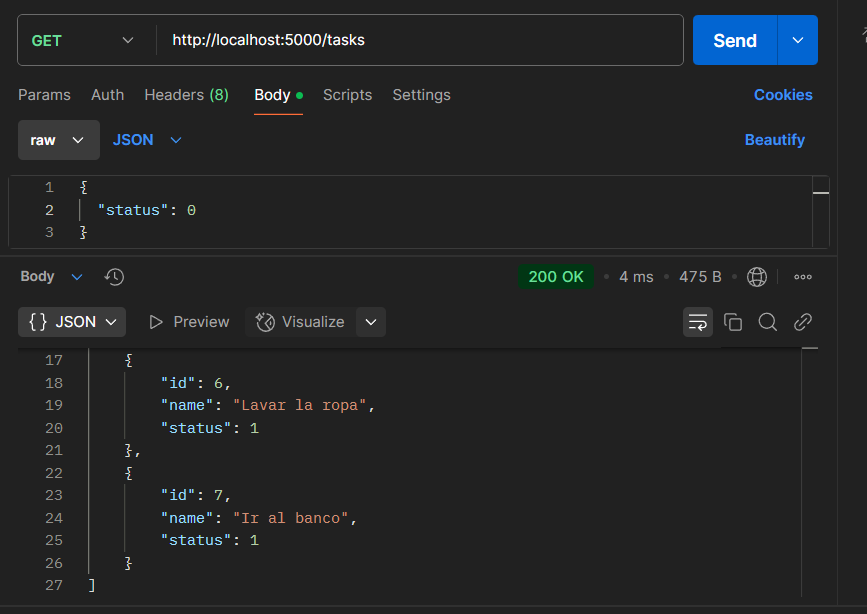 GET http://localhost:5000/tasks Send
Params Auth Headers (8) Body Scripts Settings Cookies
raw JSON Beautify
1 {
2 "status": 0
3 }
Body 200 OK 4 ms 475 B
{} JSON Preview Visualize
17 {
18 "id": 6,
19 "name": "Lavar la ropa",
20 "status": 1
21 },
22 {
23 "id": 7,
24 "name": "Ir al banco",
25 "status": 1
26 }
27 ]